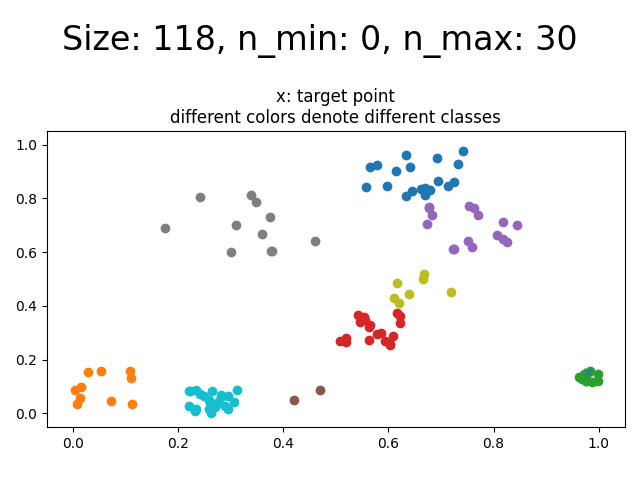 Size: 118, n_min: 0, n_max: 30
x: target point
different colors denote different classes
1.0
0.8
0.6
0.4
0.2
0.0
0.0 0.2 0.4 0.6 0.8 1.0